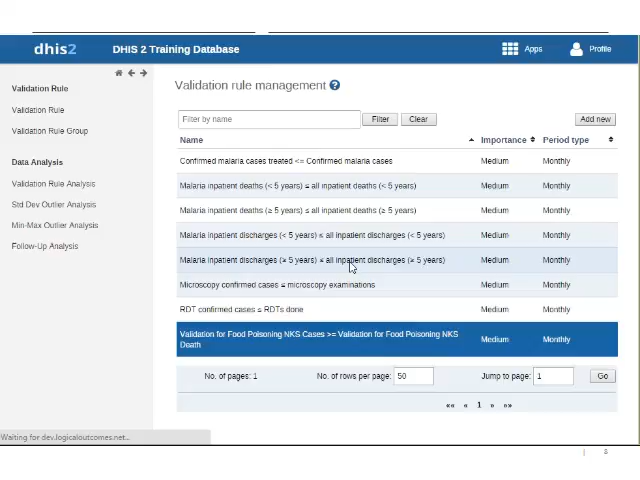 dhis2 DHIS 2 Training Database Apps Profile
Validation Rule
Validation Rule
Validation Rule Group
Data Analysis
Validation Rule Analysis
Std Dev Outlier Analysis
Min-Max Outlier Analysis
Follow-Up Analysis
Validation rule management
Filter by name Filter Clear Add new
Name Importance Period type
Confirmed malaria cases treated <= Confirmed malaria cases Medium Monthly
Malaria inpatient deaths (< 5 years) ≤ all inpatient deaths (< 5 years) Medium Monthly
Malaria inpatient deaths (≥ 5 years) ≤ all inpatient deaths (≥ 5 years) Medium Monthly
Malaria inpatient discharges (< 5 years) ≤ all inpatient discharges (< 5 years) Medium Monthly
Malaria inpatient discharges (≥ 5 years) ≤ all inpatient discharges (≥ 5 years) Medium Monthly
Microscopy confirmed cases ≤ microscopy examinations Medium Monthly
RDT confirmed cases ≤ RDTs done Medium Monthly
Validation for Food Poisoning NKS Cases >= Validation for Food Poisoning NKS
Death Medium Monthly
No. of pages: 1 No. of rows per page: 50 Jump to page: 1 Go
«« « 1 » »»
Waiting for dev.logicaloutcomes.net...
| 8